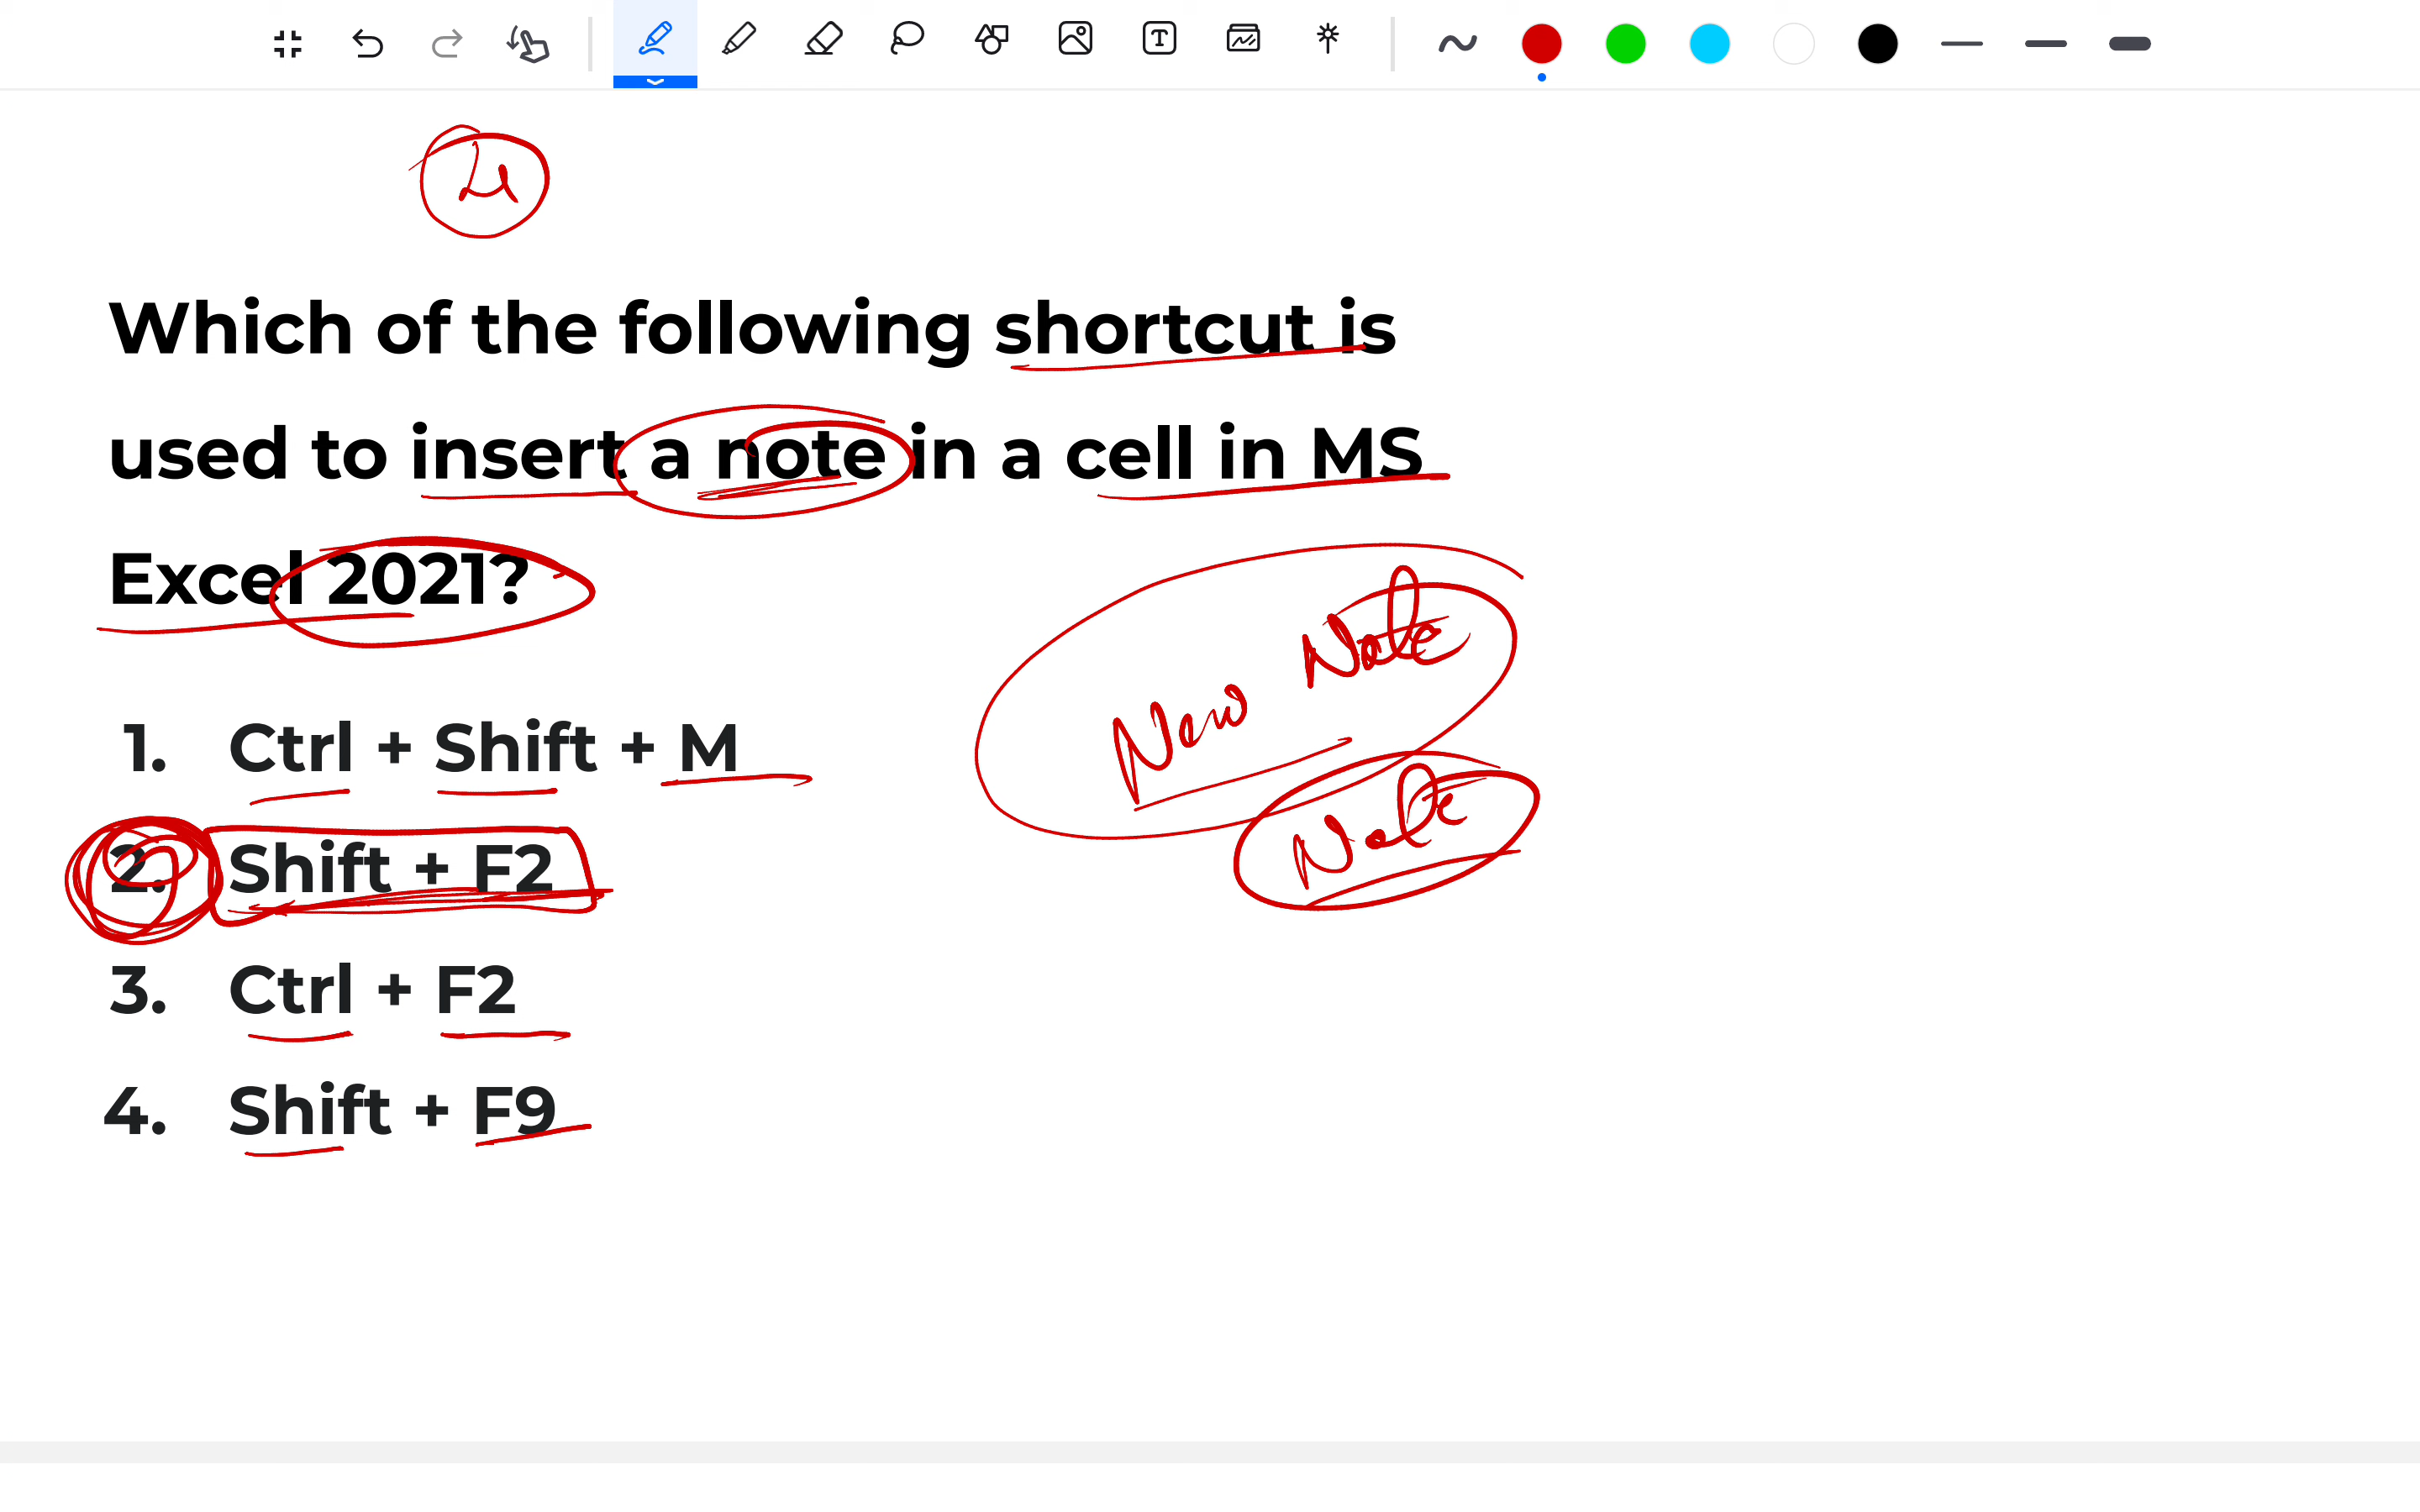 Which of the following shortcut is
used to insert a note in a cell in MS
Excel 2021?
New Note
Note
1. Ctrl + Shift + M
2. Shift + F2
3. Ctrl + F2
4. Shift + F9